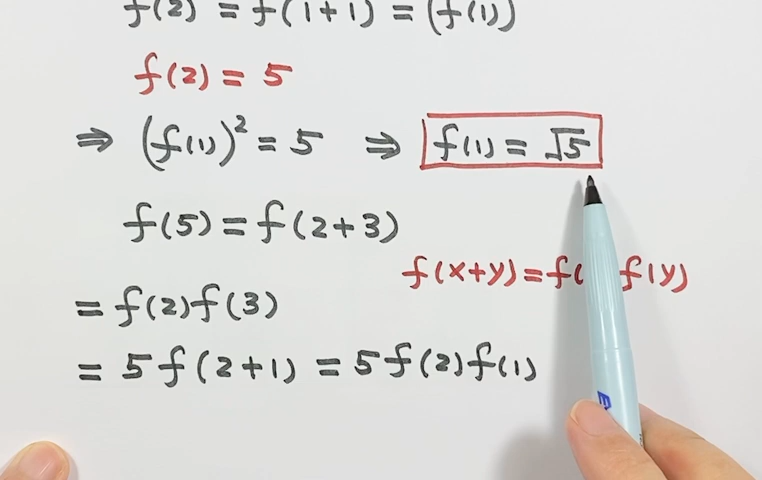 f(2) = f(1+1) = (f(1))
f(2) = 5
⇒ (f(1))² = 5 ⇒ f(1) = √5
f(5) = f(2+3)
f(x+y) = f( f(y)
= f(2)f(3)
= 5f(2+1) = 5f(2)f(1)